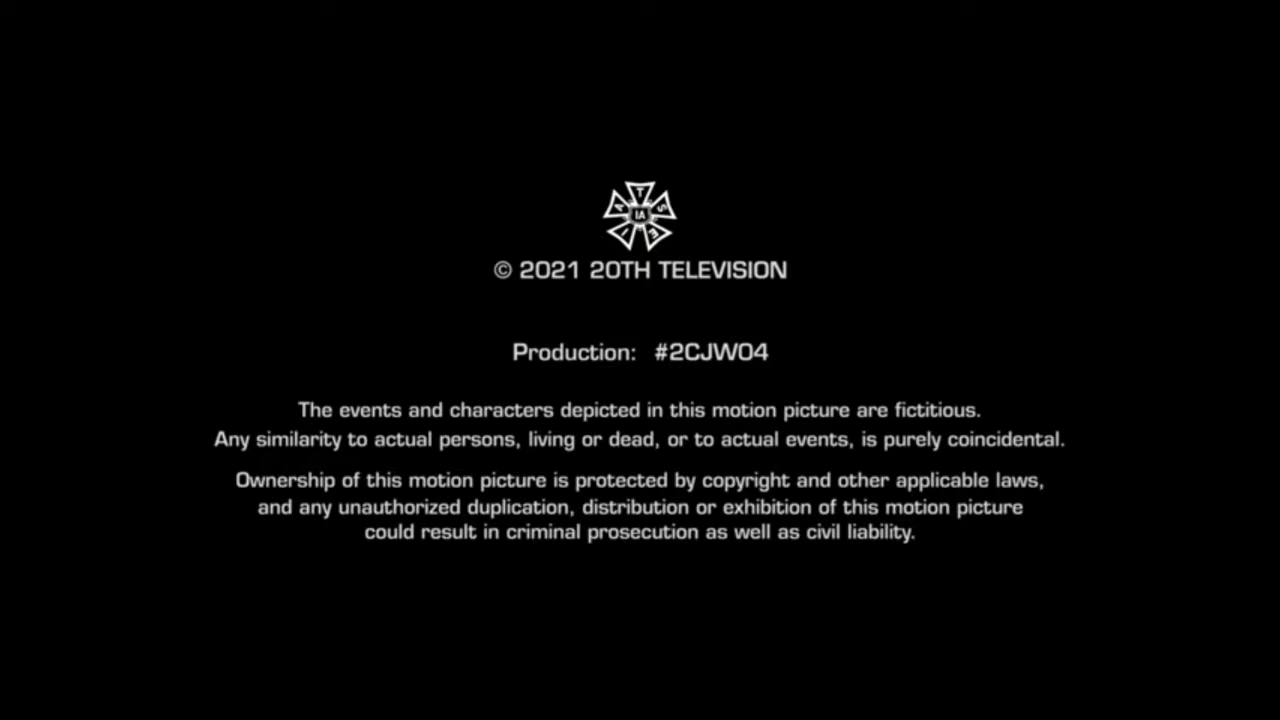 I A T S E
IA
© 2021 20TH TELEVISION
Production: #2CJW04
The events and characters depicted in this motion picture are fictitious.
Any similarity to actual persons, living or dead, or to actual events, is purely coincidental.
Ownership of this motion picture is protected by copyright and other applicable laws,
and any unauthorized duplication, distribution or exhibition of this motion picture
could result in criminal prosecution as well as civil liability.